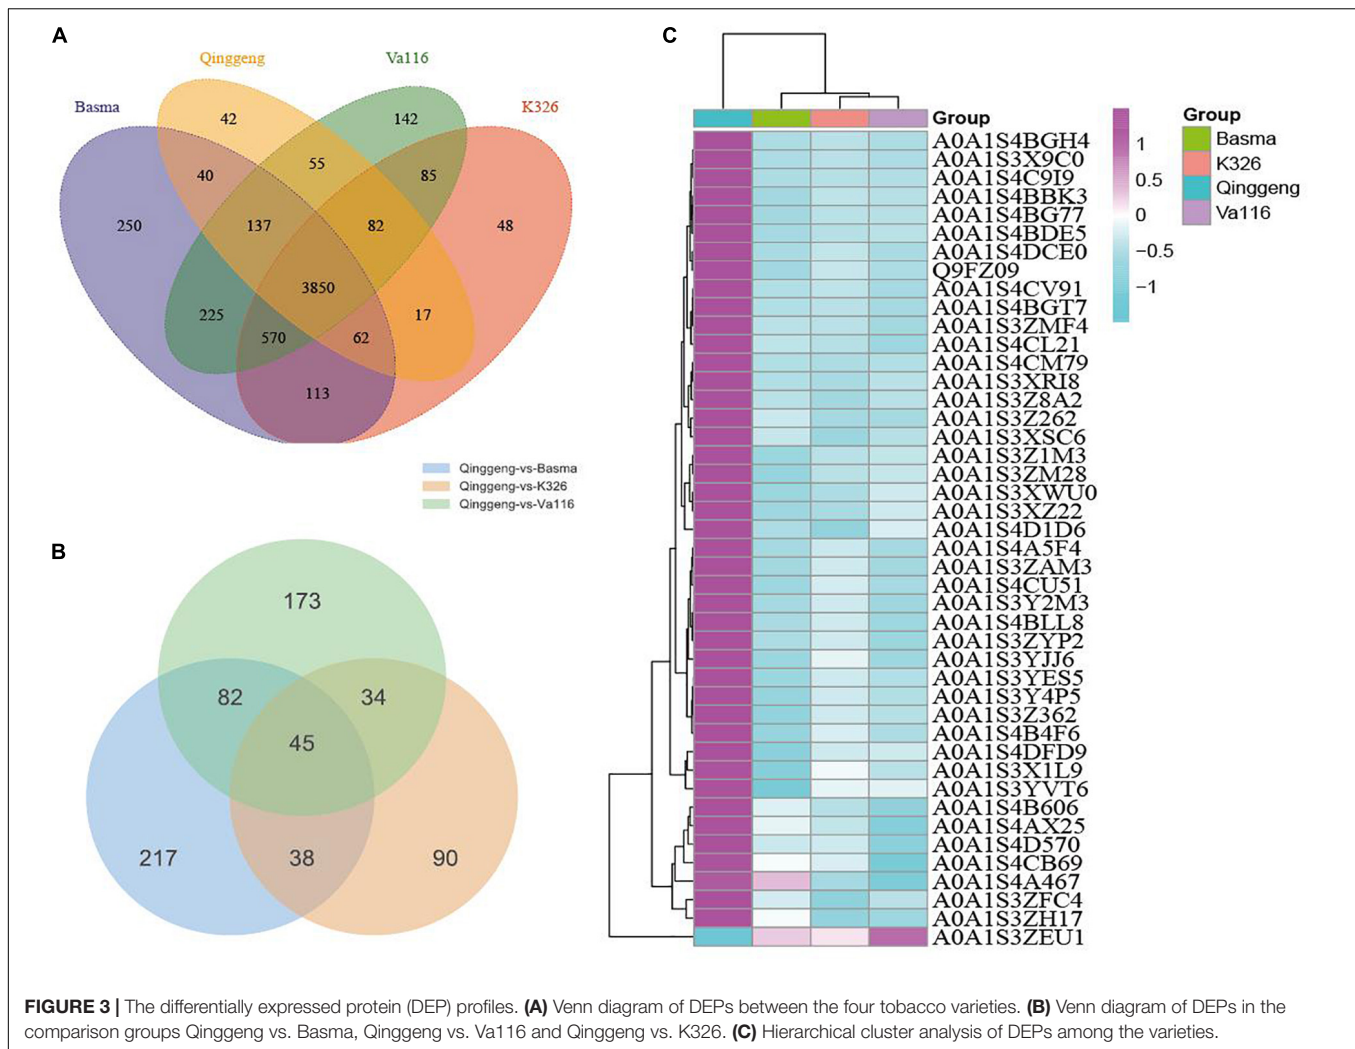 A
Qinggeng
Va116
Basma
K326
42
142
40
55
85
250
137
82
48
3850
225
17
570
62
113
Qinggeng-vs-Basma
Qinggeng-vs-K326
Qinggeng-vs-Va116
B
173
82
34
45
217
38
90
C
Group
A0A1S4BGH4
A0A1S3X9C0
A0A1S4C9I9
A0A1S4BBK3
A0A1S4BG77
A0A1S4BDE5
A0A1S4DCE0
Q9FZ09
A0A1S4CV91
A0A1S4BGT7
A0A1S3ZMF4
A0A1S4CL21
A0A1S4CM79
A0A1S3XRI8
A0A1S3Z8A2
A0A1S3Z262
A0A1S3XSC6
A0A1S3Z1M3
A0A1S3ZM28
A0A1S3XWU0
A0A1S3XZ22
A0A1S4D1D6
A0A1S4A5F4
A0A1S3ZAM3
A0A1S4CU51
A0A1S3Y2M3
A0A1S4BLL8
A0A1S3ZYP2
A0A1S3YJJ6
A0A1S3YES5
A0A1S3Y4P5
A0A1S3Z362
A0A1S4B4F6
A0A1S4DFD9
A0A1S3X1L9
A0A1S3YVT6
A0A1S4B606
A0A1S4AX25
A0A1S4D570
A0A1S4CB69
A0A1S4A467
A0A1S3ZFC4
A0A1S3ZH17
A0A1S3ZEU1
1
0.5
0
−0.5
−1
Group
Basma
K326
Qinggeng
Va116
FIGURE 3 | The differentially expressed protein (DEP) profiles. (A) Venn diagram of DEPs between the four tobacco varieties. (B) Venn diagram of DEPs in the
comparison groups Qinggeng vs. Basma, Qinggeng vs. Va116 and Qinggeng vs. K326. (C) Hierarchical cluster analysis of DEPs among the varieties.